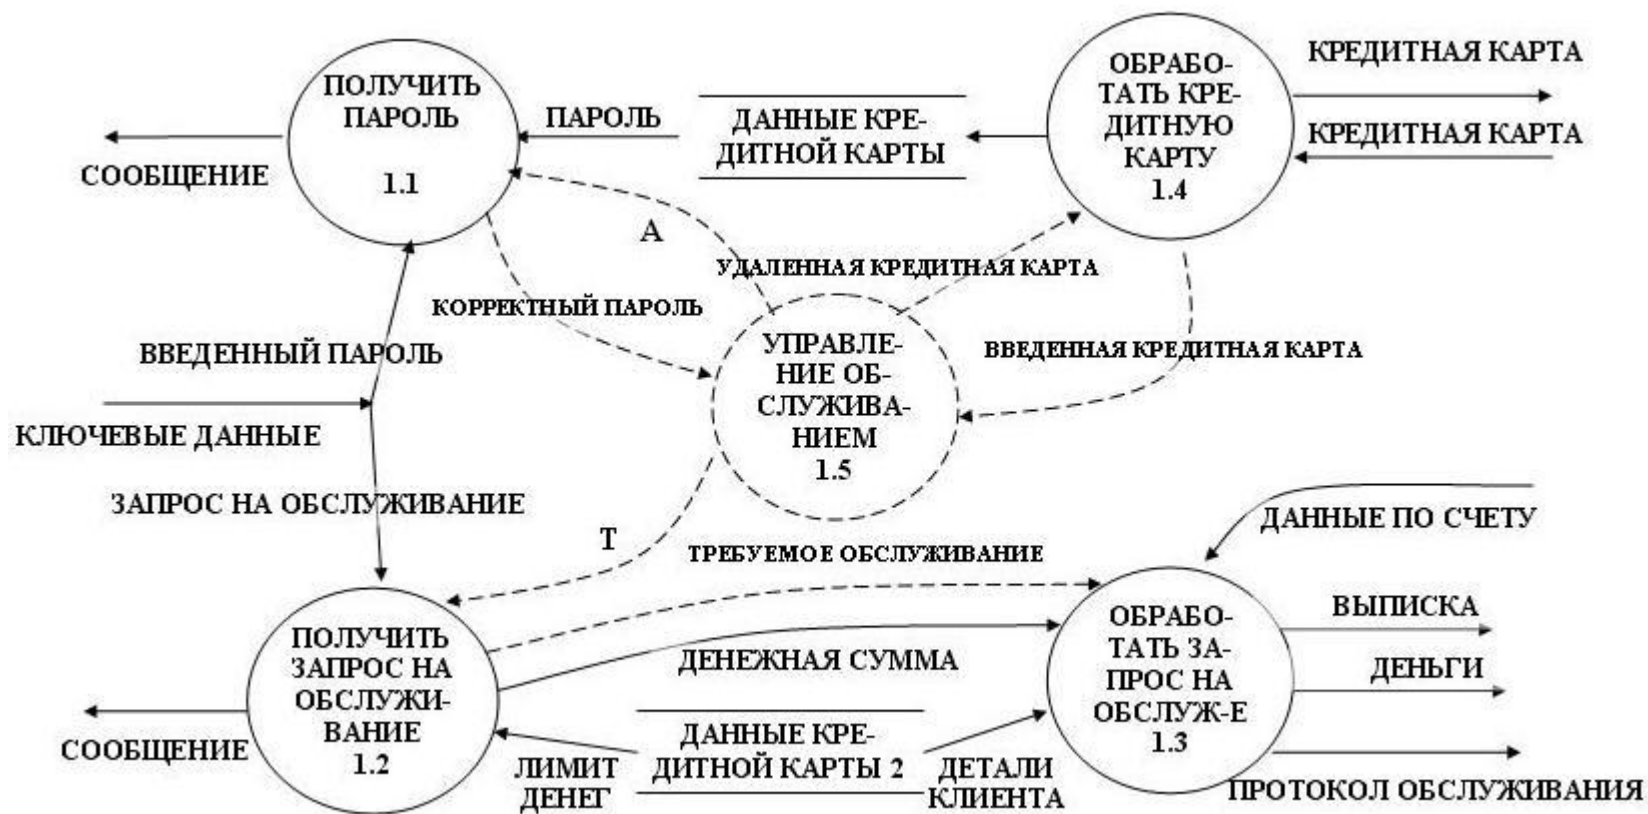 ПОЛУЧИТЬ
ПАРОЛЬ
1.1
СООБЩЕНИЕ
ПАРОЛЬ
ДАННЫЕ КРЕ-
ДИТНОЙ КАРТЫ
ОБРАБО-
ТАТЬ КРЕ-
ДИТНУЮ
КАРТУ
1.4
КРЕДИТНАЯ КАРТА
КРЕДИТНАЯ КАРТА
А
УДАЛЕННАЯ КРЕДИТНАЯ КАРТА
КОРРЕКТНЫЙ ПАРОЛЬ
ВВЕДЕННЫЙ ПАРОЛЬ
УПРАВЛЕ-
НИЕ ОБ-
СЛУЖИВА-
НИЕМ
1.5
ВВЕДЕННАЯ КРЕДИТНАЯ КАРТА
КЛЮЧЕВЫЕ ДАННЫЕ
ЗАПРОС НА ОБСЛУЖИВАНИЕ
Т
ТРЕБУЕМОЕ ОБСЛУЖИВАНИЕ
ДАННЫЕ ПО СЧЕТУ
ПОЛУЧИТЬ
ЗАПРОС НА
ОБСЛУЖИ-
ВАНИЕ
1.2
СООБЩЕНИЕ
ДЕНЕЖНАЯ СУММА
ДАННЫЕ КРЕ-
ДИТНОЙ КАРТЫ 2
ЛИМИТ
ДЕНЕГ
ДЕТАЛИ
КЛИЕНТА
ОБРАБО-
ТАТЬ ЗА-
ПРОС НА
ОБСЛУЖ-Е
1.3
ВЫПИСКА
ДЕНЬГИ
ПРОТОКОЛ ОБСЛУЖИВАНИЯ